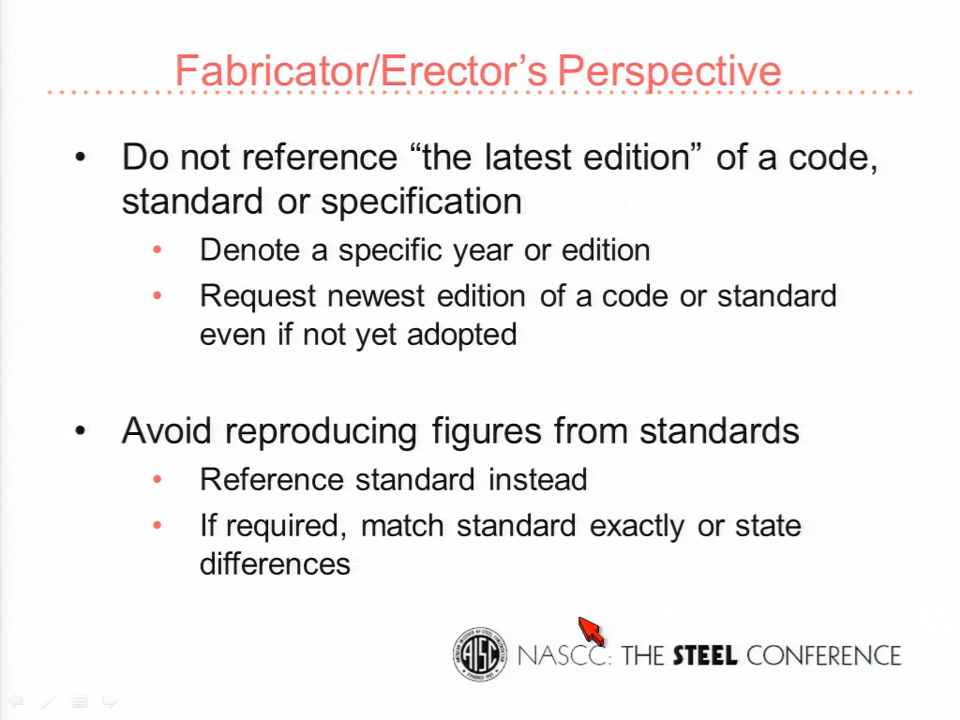 Fabricator/Erector’s Perspective
• Do not reference “the latest edition” of a code,
standard or specification
• Denote a specific year or edition
• Request newest edition of a code or standard
even if not yet adopted
• Avoid reproducing figures from standards
• Reference standard instead
• If required, match standard exactly or state
differences
AISC
NASCC: THE STEEL CONFERENCE